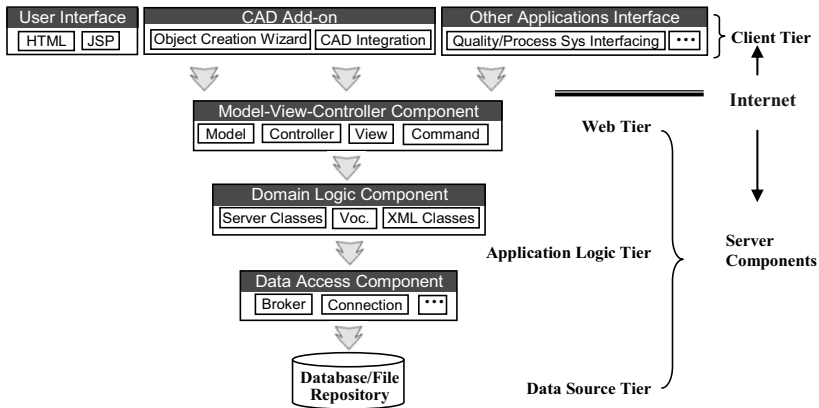 User Interface
HTML JSP
CAD Add-on
Object Creation Wizard CAD Integration
Other Applications Interface
Quality/Process Sys Interfacing ...
Client Tier
Internet
Model-View-Controller Component
Model Controller View Command
Web Tier
Domain Logic Component
Server Classes Voc. XML Classes
Application Logic Tier
Server
Components
Data Access Component
Broker Connection ...
Database/File
Repository
Data Source Tier